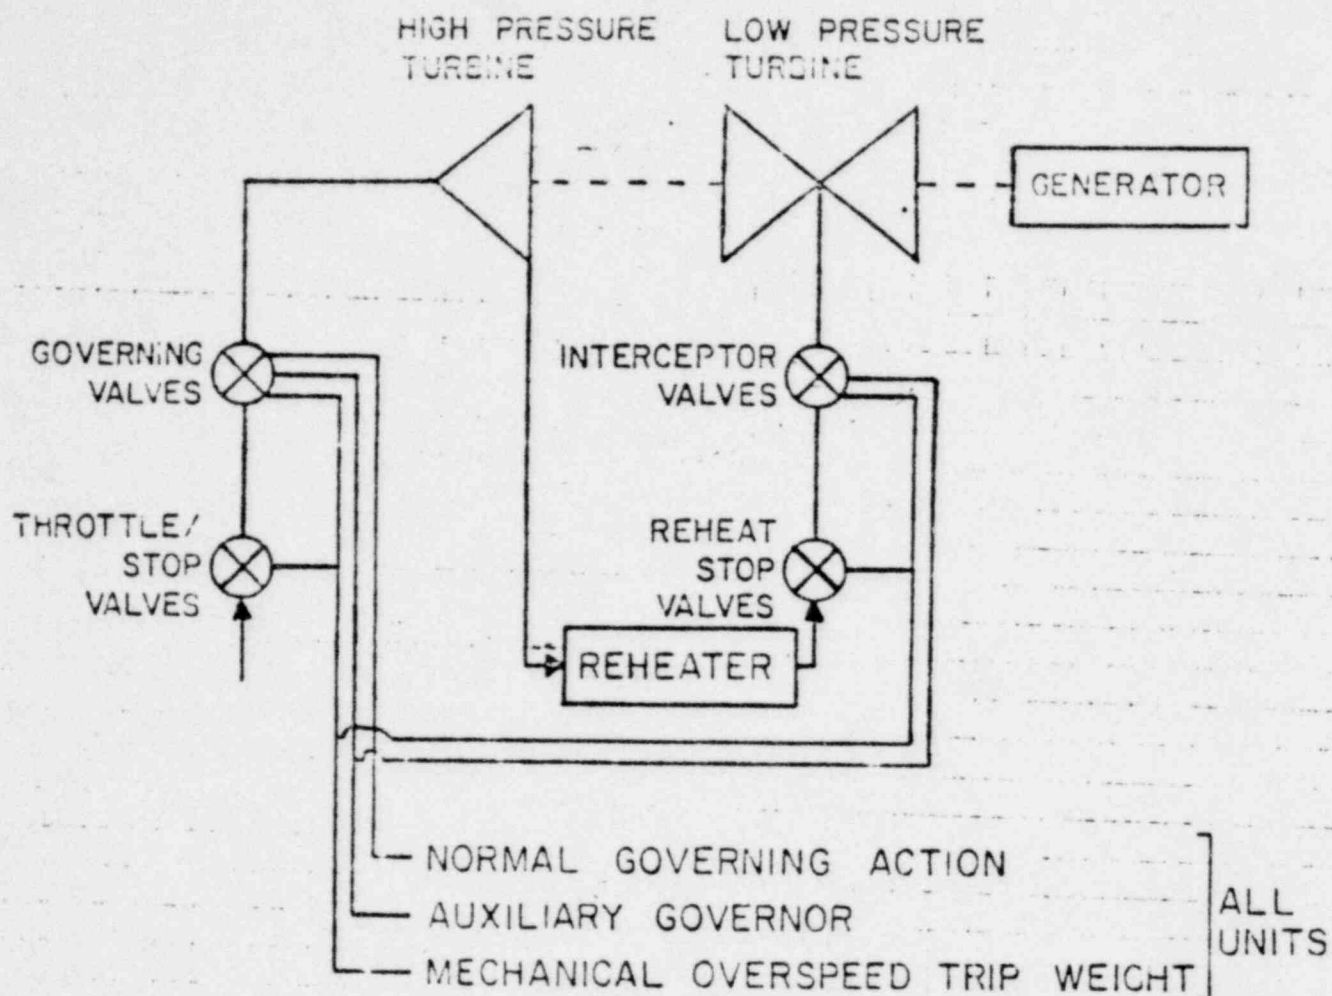 HIGH PRESSURE
TURBINE
LOW PRESSURE
TURBINE
GENERATOR
GOVERNING
VALVES
INTERCEPTOR
VALVES
THROTTLE/
STOP
VALVES
REHEAT
STOP
VALVES
REHEATER
NORMAL GOVERNING ACTION
AUXILIARY GOVERNOR
MECHANICAL OVERSPEED TRIP WEIGHT
ALL
UNITS